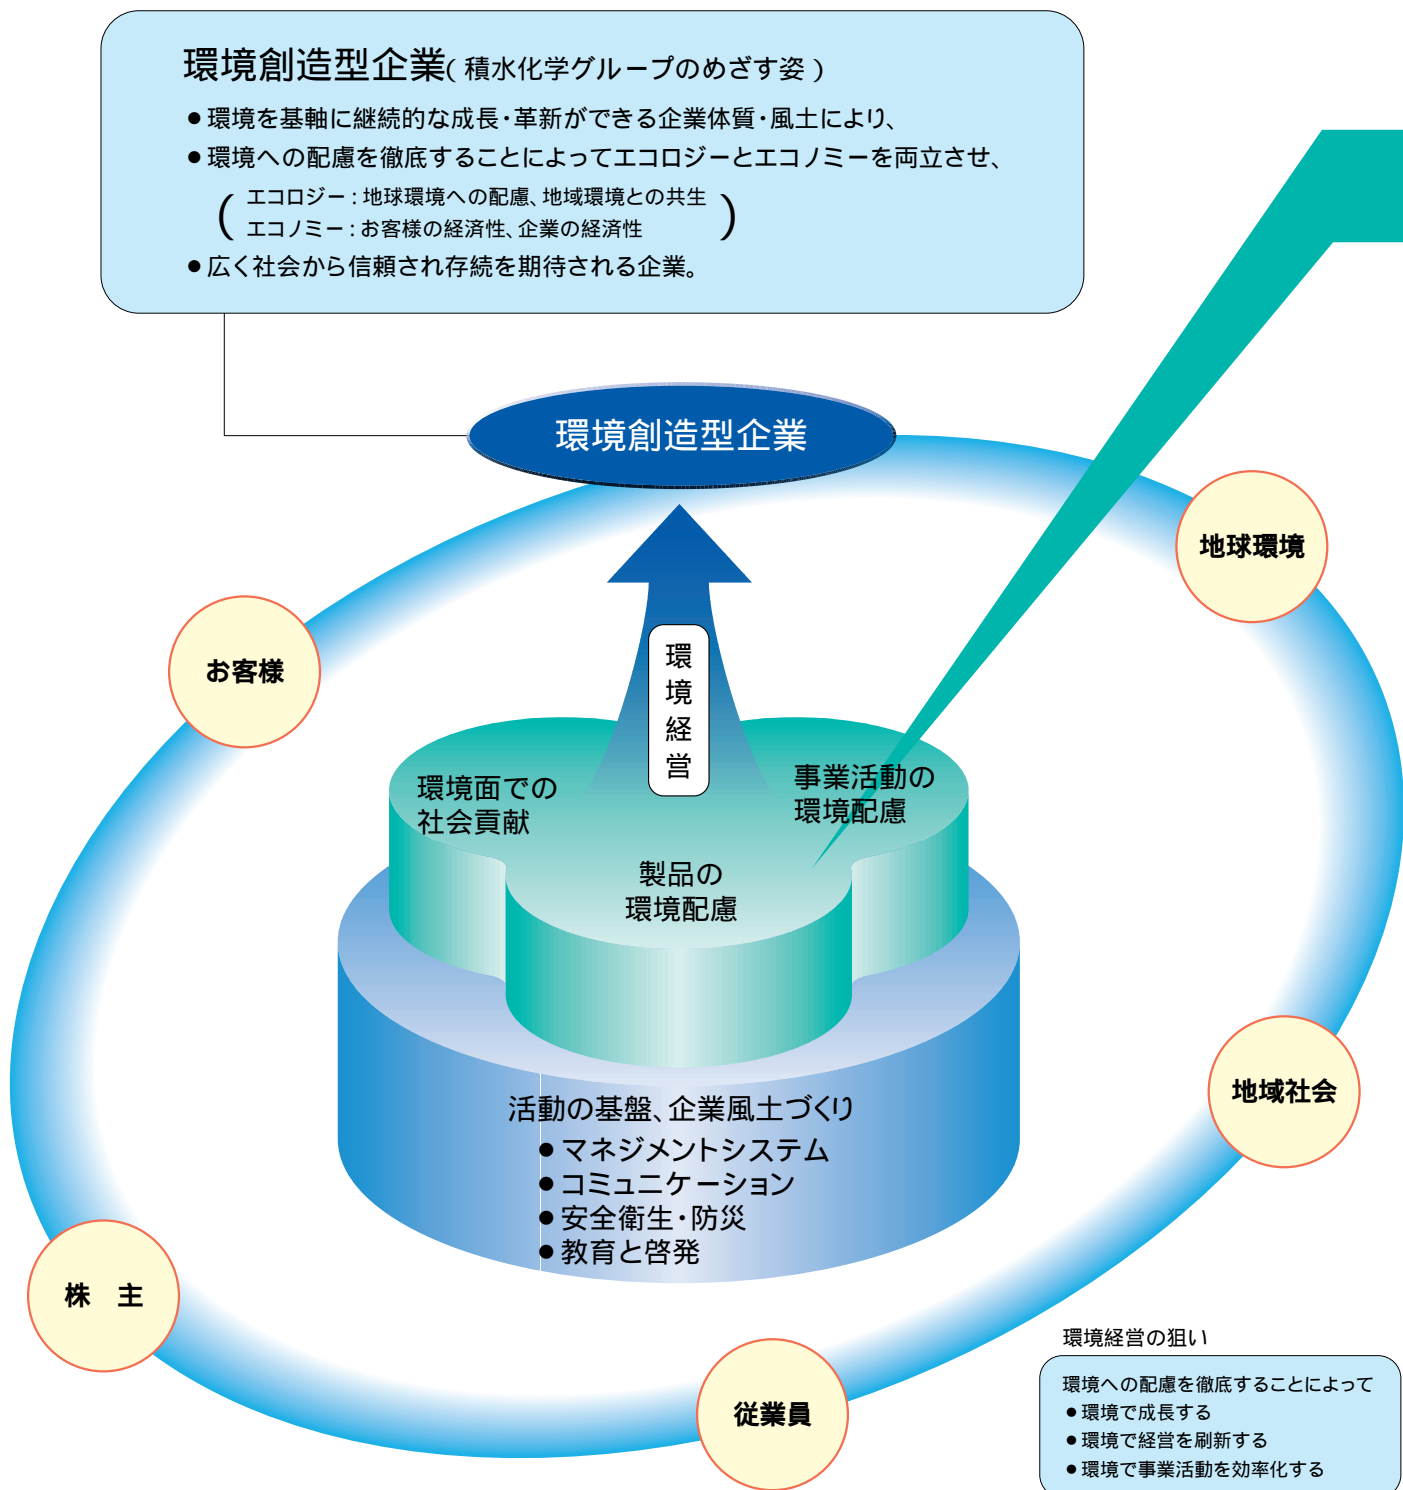 環境創造型企業(積水化学グループのめざす姿)
●環境を基軸に継続的な成長・革新ができる企業体質・風土により、
●環境への配慮を徹底することによってエコロジーとエコノミーを両立させ、
エコロジー:地球環境への配慮、地域環境との共生
エコノミー:お客様の経済性、企業の経済性
●広く社会から信頼され存続を期待される企業。
環境創造型企業
地球環境
お客様
環境経営
環境面での
社会貢献
事業活動の
環境配慮
製品の
環境配慮
地域社会
活動の基盤、企業風土づくり
●マネジメントシステム
●コミュニケーション
●安全衛生・防災
●教育と啓発
株 主
従業員
環境経営の狙い
環境への配慮を徹底することによって
●環境で成長する
●環境で経営を刷新する
●環境で事業活動を効率化する